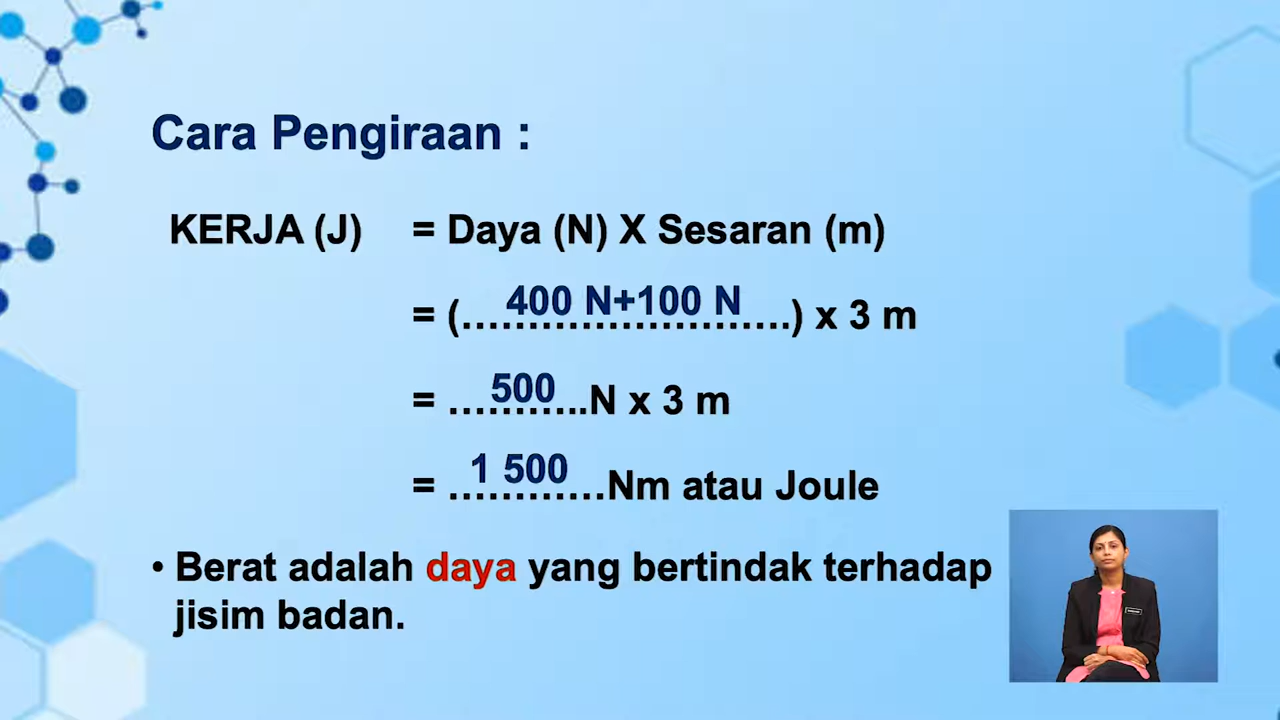 Cara Pengiraan :
KERJA (J) = Daya (N) X Sesaran (m)
= (...400 N+100 N...) x 3 m
= ...500...N x 3 m
= ...1 500...Nm atau Joule
• Berat adalah daya yang bertindak terhadap
jisim badan.